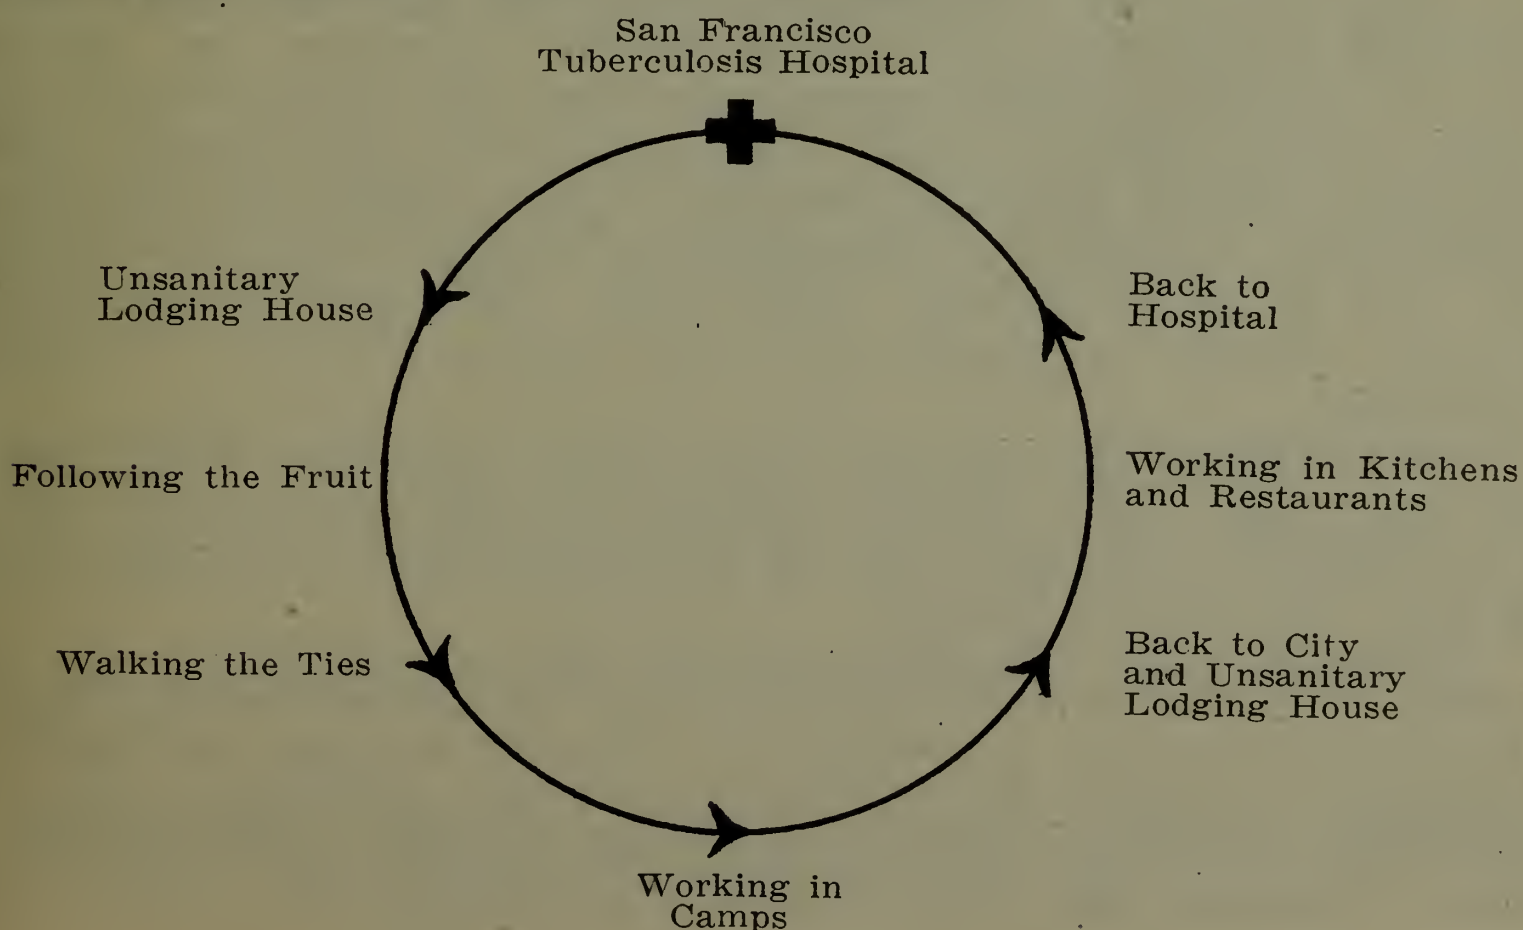 San Francisco
Tuberculosis Hospital
Unsanitary
Lodging House
Following the Fruit
Walking the Ties
Working in
Camps
Back to City
and Unsanitary
Lodging House
Working in Kitchens
and Restaurants
Back to
Hospital